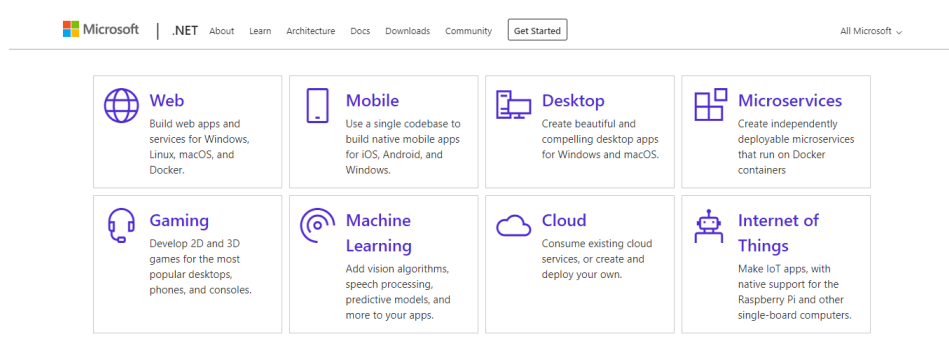 Microsoft | .NET About Learn Architecture Docs Downloads Community Get Started All Microsoft
Web
Build web apps and
services for Windows,
Linux, macOS, and
Docker.
Mobile
Use a single codebase to
build native mobile apps
for iOS, Android, and
Windows.
Desktop
Create beautiful and
compelling desktop apps
for Windows and macOS.
Microservices
Create independently
deployable microservices
that run on Docker
containers
Gaming
Develop 2D and 3D
games for the most
popular desktops,
phones, and consoles.
Machine
Learning
Add vision algorithms,
speech processing,
predictive models, and
more to your apps.
Cloud
Consume existing cloud
services, or create and
deploy your own.
Internet of
Things
Make IoT apps, with
native support for the
Raspberry Pi and other
single-board computers.